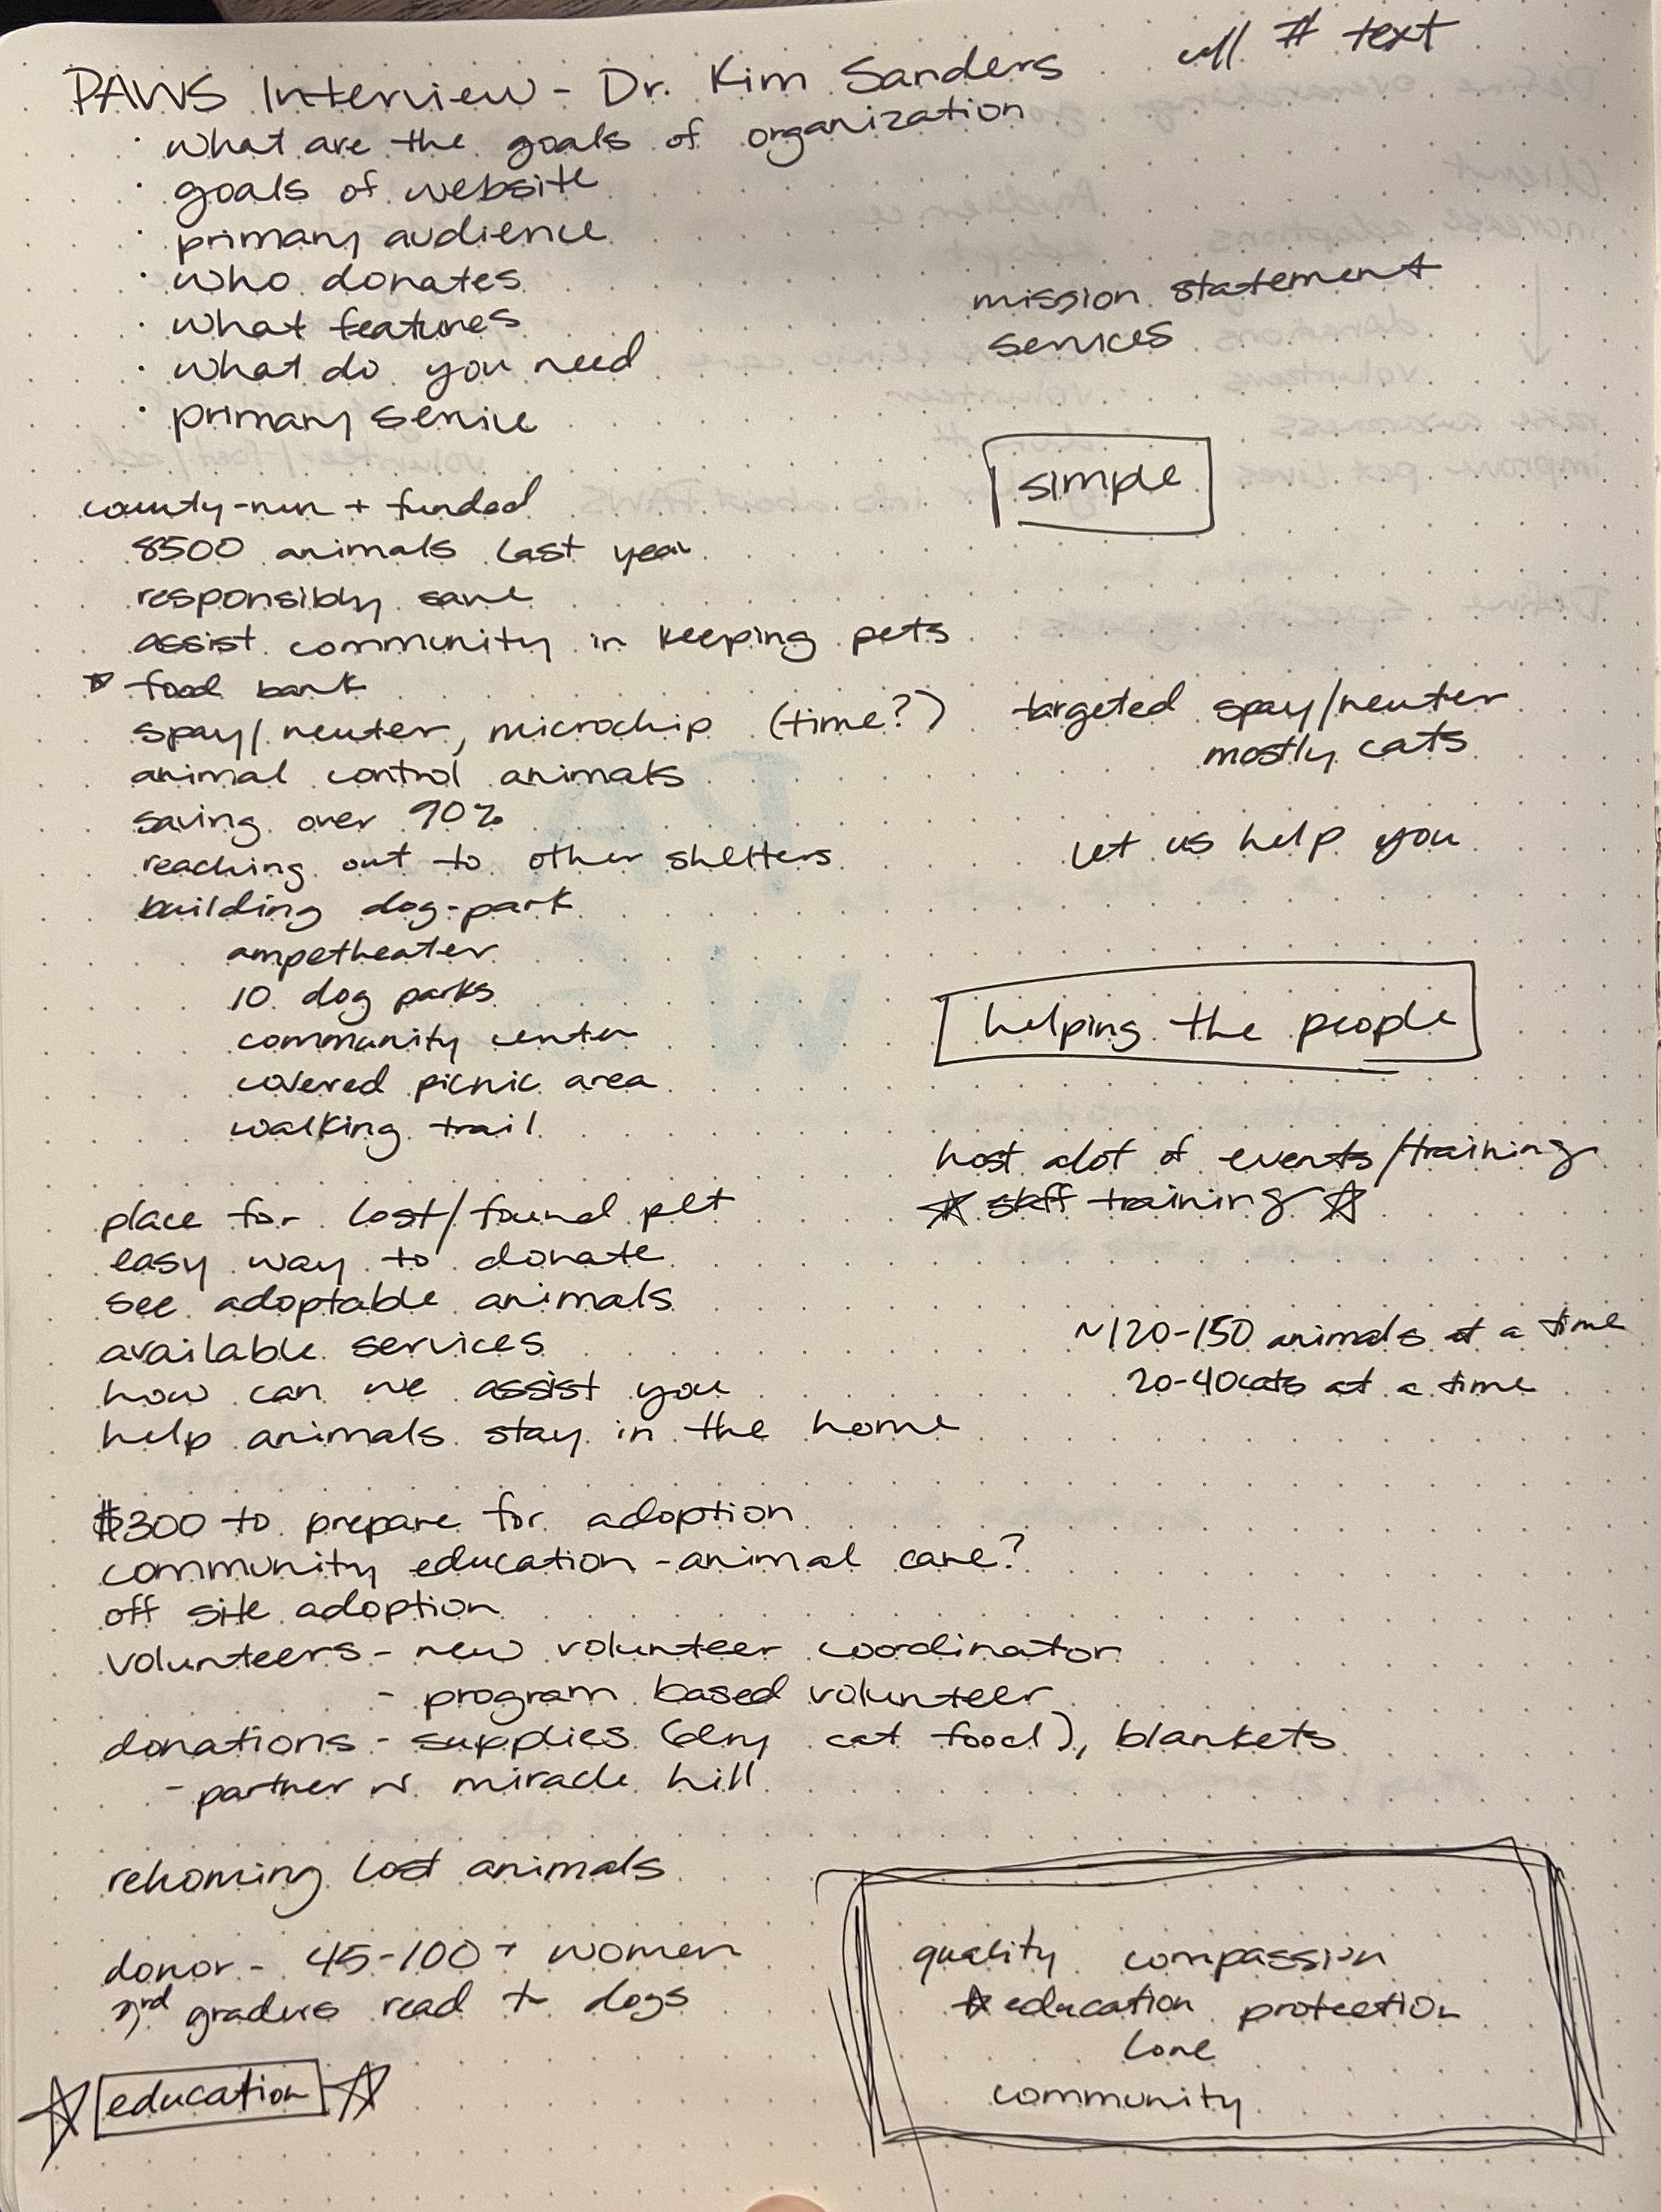 PAWS Interview - Dr. Kim Sanders
# text
· what are the goals of organization
· goals of website
· primary audience
· who donates
· what features
· what do you need
· primary service
mission statement
services
simple
county-run + funded
8500 animals last year
responsibly save
assist community in keeping pets
☆ food bank
spay/neuter, microchip (time?)
animal control animals
saving over 90%
reaching out to other shelters
building dog-park
ampetheater
10 dog parks
community center
covered picnic area
walking trail
targeted spay/neuter
mostly cats
let us help you
helping the people
host alot of events/training
☆ staff training ☆
place for lost/found pet
easy way to donate
see adoptable animals
available services
how can we assist you
help animals stay in the home
~120-150 animals at a time
20-40 cats at a time
$300 to prepare for adoption
community education - animal care?
off site adoption
volunteers - new volunteer coordinator
- program based volunteer
donations - supplies (dry cat food), blankets
- partner w miracle hill
rehoming lost animals
donor - 45-100+ women
3rd graders read to dogs
☆ education ☆
quality compassion
☆ education protection
love
community